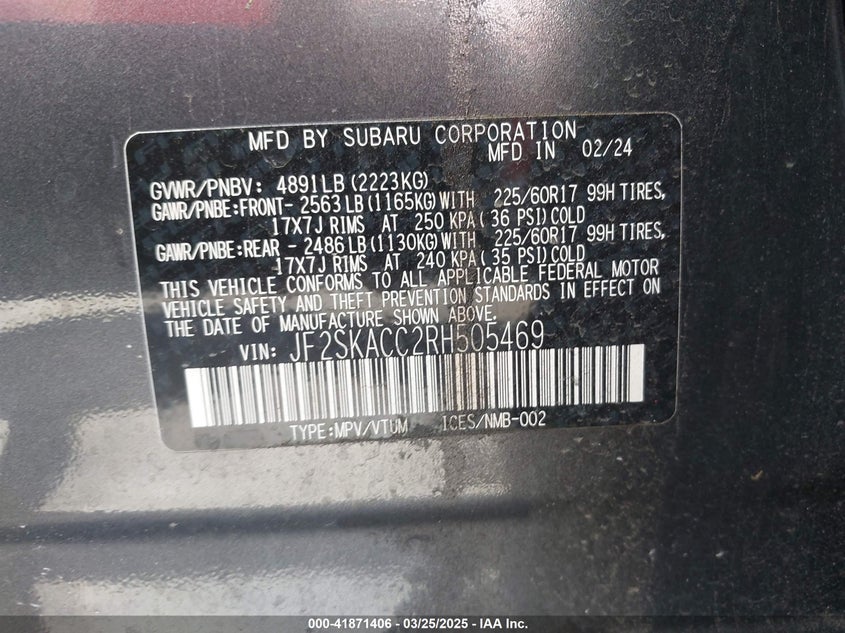 MFD BY SUBARU CORPORATION
MFD IN 02/24
GVWR/PNBV: 4891LB (2223KG)
GAWR/PNBE:FRONT- 2563 LB (1165KG)WITH 225/60R17 99H TIRES,
17X7J RIMS AT 250 KPA( 36 PSI)COLD
GAWR/PNBE:REAR - 2486 LB (1130KG)WITH 225/60R17 99H TIRES,
17X7J RIMS AT 240 KPA( 35 PSI)COLD
THIS VEHICLE CONFORMS TO ALL APPLICABLE FEDERAL MOTOR
VEHICLE SAFETY AND THEFT PREVENTION STANDARDS IN EFFECT ON
THE DATE OF MANUFACTURE SHOWN ABOVE.
VIN: JF2SKACC2RH505469
TYPE:MPV/VTUM ICES/NMB-002
000-41871406 / 03/25/2025 - IAA Inc.